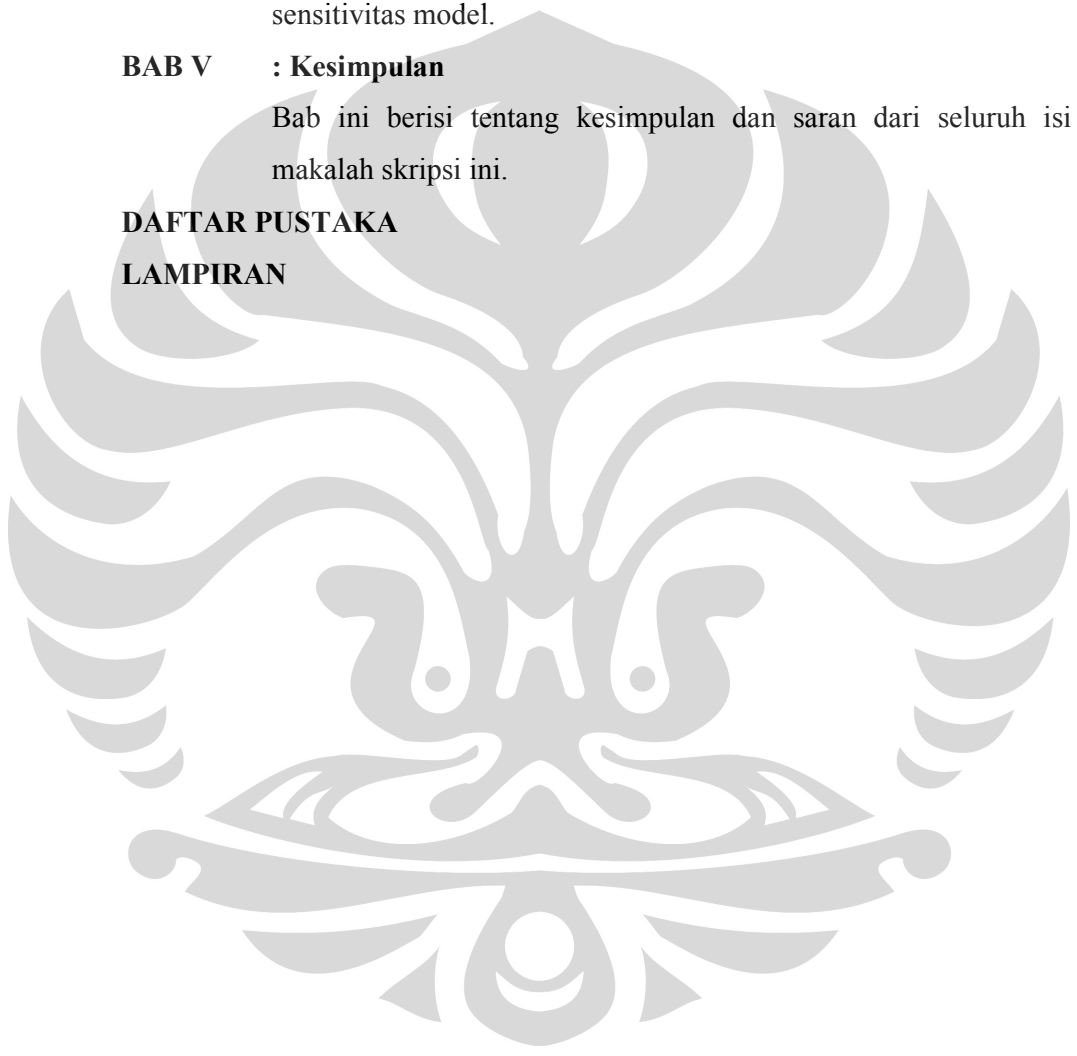 sensitivitas model.
BAB V : Kesimpulan
Bab ini berisi tentang kesimpulan dan saran dari seluruh isi
makalah skripsi ini.
DAFTAR PUSTAKA
LAMPIRAN